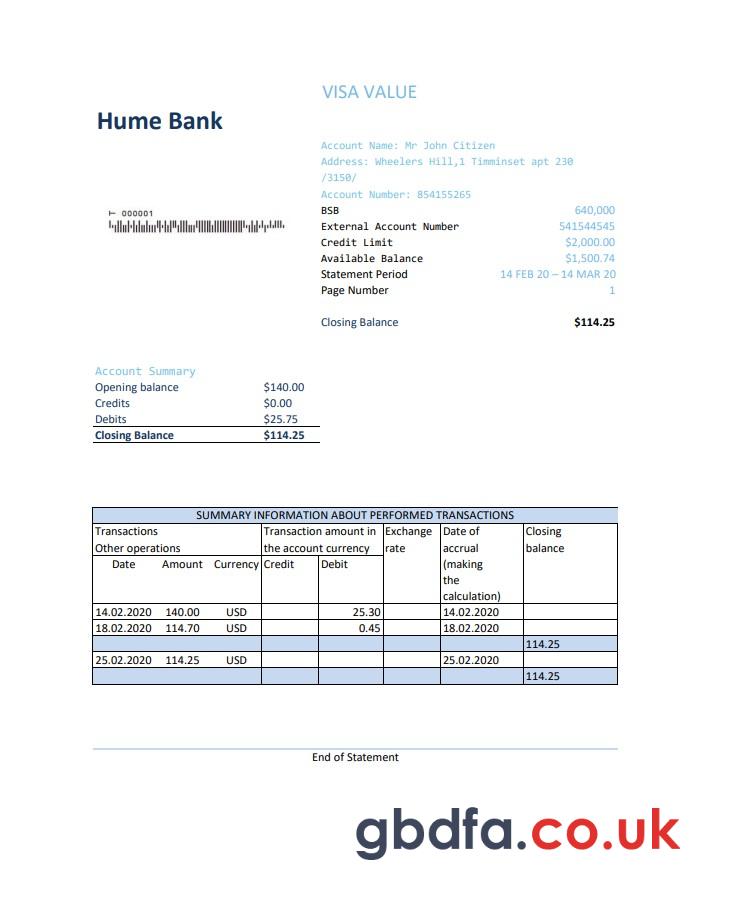 VISA VALUE
Hume Bank
Account Name: Mr John Citizen
Address: Wheelers Hill,1 Timminset apt 230
/3150/
Account Number: 854155265
⊢ 000001
BSB 640,000
External Account Number 541544545
Credit Limit $2,000.00
Available Balance $1,500.74
Statement Period 14 FEB 20 – 14 MAR 20
Page Number 1
Closing Balance $114.25
Account Summary
Opening balance $140.00
Credits $0.00
Debits $25.75
Closing Balance $114.25
SUMMARY INFORMATION ABOUT PERFORMED TRANSACTIONS
Transactions Transaction amount in Exchange Date of Closing
Other operations the account currency rate accrual balance
Date Amount Currency Credit Debit (making
the
calculation)
14.02.2020 140.00 USD 25.30 14.02.2020
18.02.2020 114.70 USD 0.45 18.02.2020
114.25
25.02.2020 114.25 USD 25.02.2020
114.25
End of Statement
gbdfa.co.uk